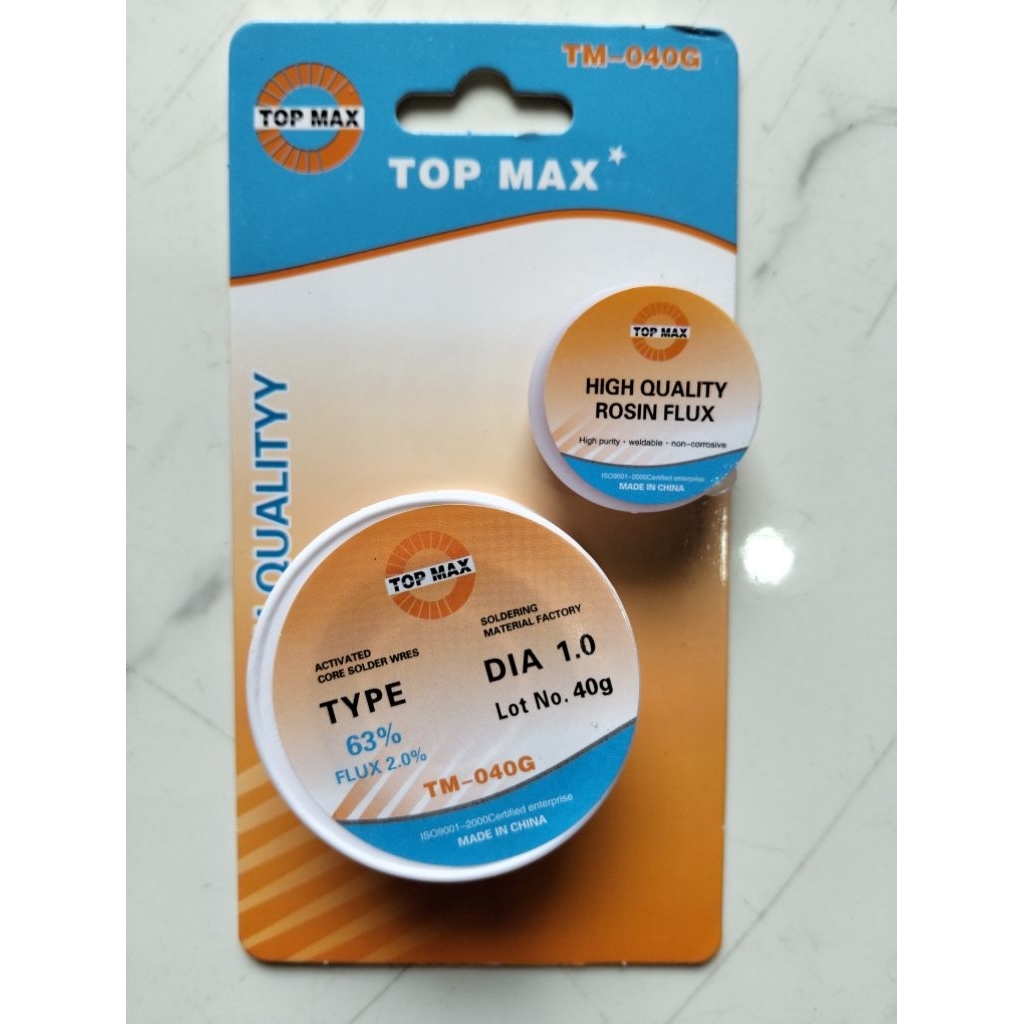 TM-040G
TOP MAX
TOP MAX
QUALITYY
TOP MAX
HIGH QUALITY
ROSIN FLUX
High purity · weldable · non-corrosive
ISO9001-2000Certified enterprise
MADE IN CHINA
TOP MAX
ACTIVATED
CORE SOLDER WRES
TYPE
63%
FLUX 2.0%
SOLDERING
MATERIAL FACTORY
DIA 1.0
Lot No. 40g
TM-040G
ISO9001-2000Certified enterprise
MADE IN CHINA